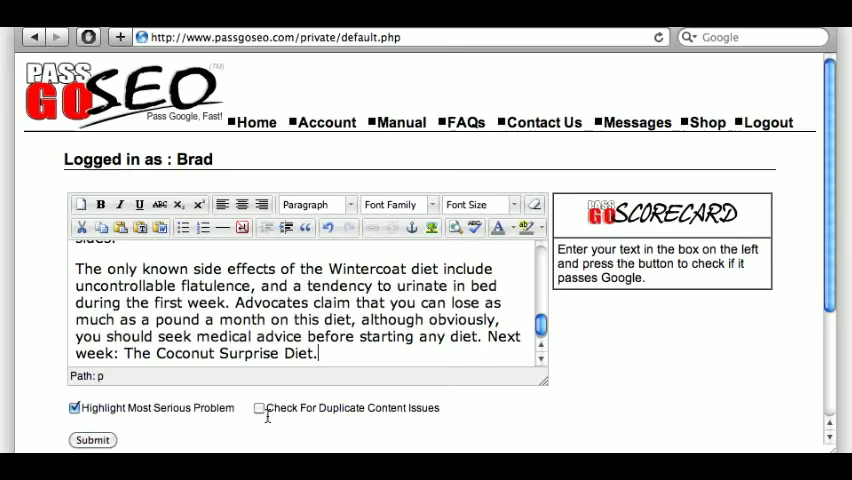 http://www.passgoseo.com/private/default.php
Google
PASS GO SEO (TM)
Pass Google, Fast!
Home Account Manual FAQs Contact Us Messages Shop Logout
Logged in as : Brad
B I U ABC x₂ x² Paragraph Font Family Font Size
PASS GO SCORECARD
Enter your text in the box on the left
and press the button to check if it
passes Google.
sides.
The only known side effects of the Wintercoat diet include
uncontrollable flatulence, and a tendency to urinate in bed
during the first week. Advocates claim that you can lose as
much as a pound a month on this diet, although obviously,
you should seek medical advice before starting any diet. Next
week: The Coconut Surprise Diet.
Path: p
Highlight Most Serious Problem Check For Duplicate Content Issues
Submit